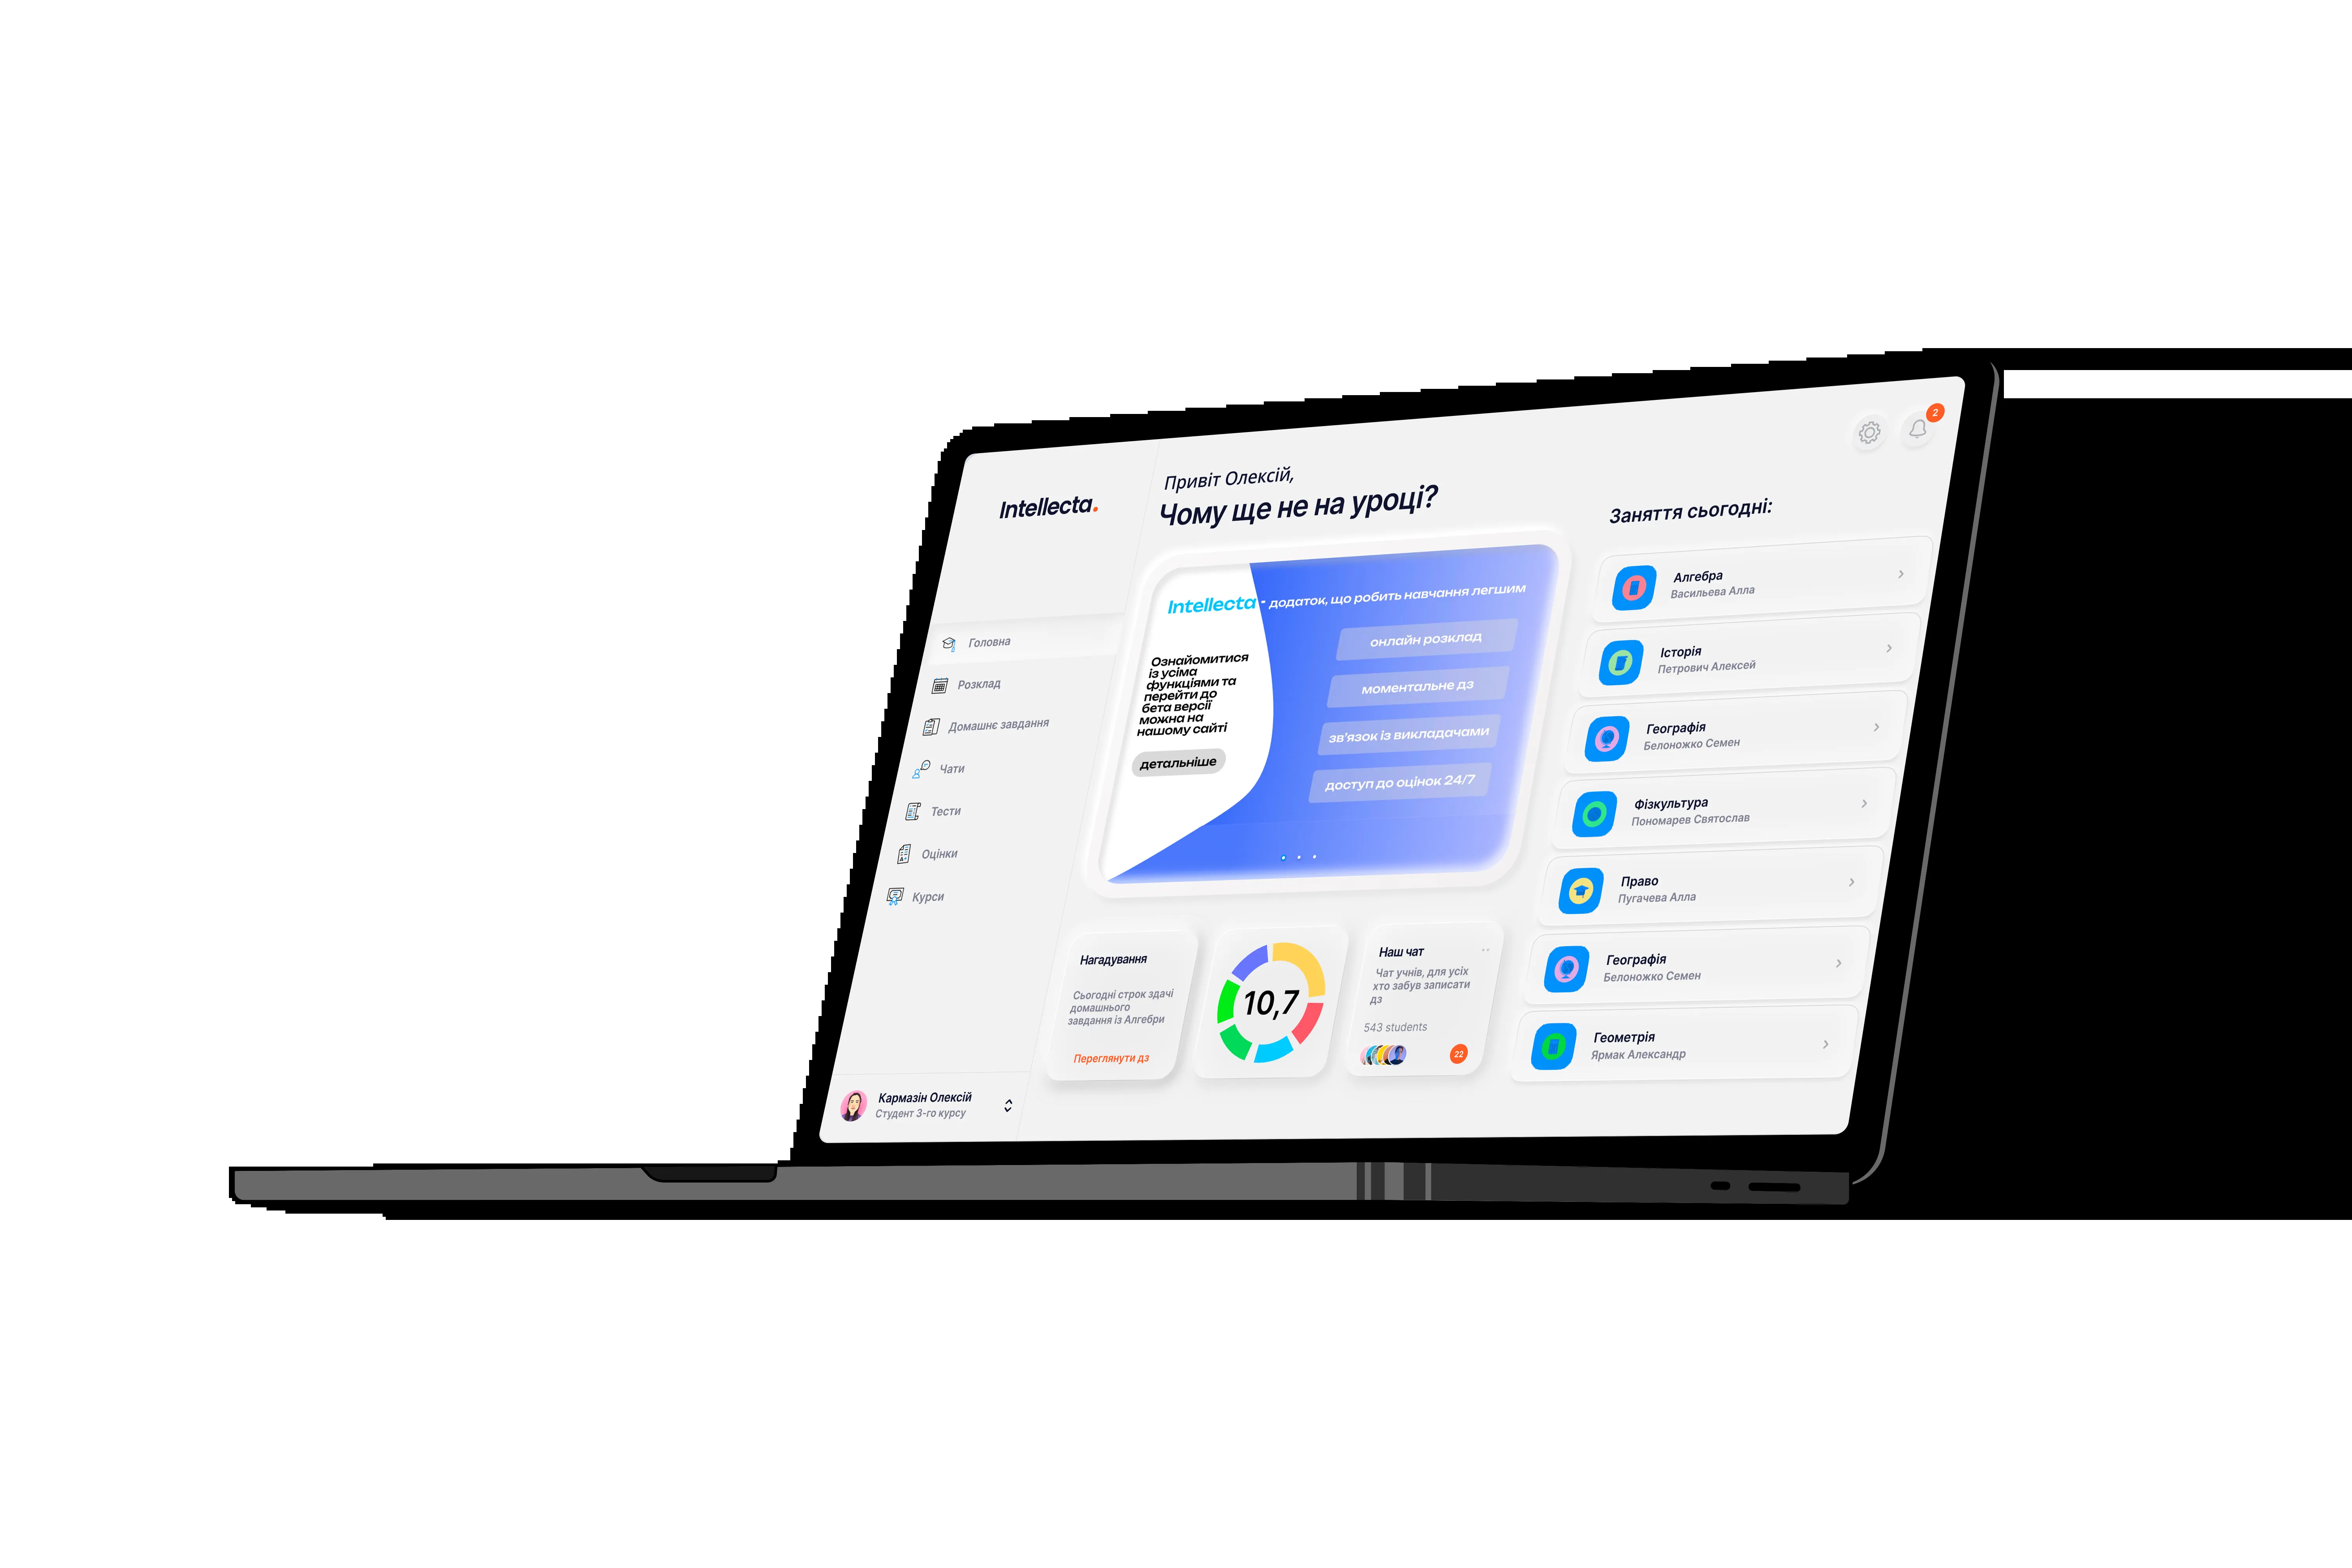 Intellecta.
Головна
Розклад
Домашнє завдання
Чати
Тести
Оцінки
Курси
Кармазін Олексій
Студент 3-го курсу
Привіт Олексій,
Чому ще не на уроці?
2
Intellecta - додаток, що робить навчання легшим
Ознайомитися
із усіма
функціями та
перейти до
бета версії
можна на
нашому сайті
детальніше
онлайн розклад
моментальне дз
зв'язок із викладачами
доступ до оцінок 24/7
Нагадування
Сьогодні строк здачі
домашнього
завдання із Алгебри
Переглянути дз
10,7
Наш чат
Чат учнів, для усіх
хто забув записати
дз
543 students
22
Заняття сьогодні:
Алгебра
Васильева Алла
Історія
Петрович Алексей
Географія
Белоножко Семен
Фізкультура
Пономарев Святослав
Право
Пугачева Алла
Географія
Белоножко Семен
Геометрія
Ярмак Александр